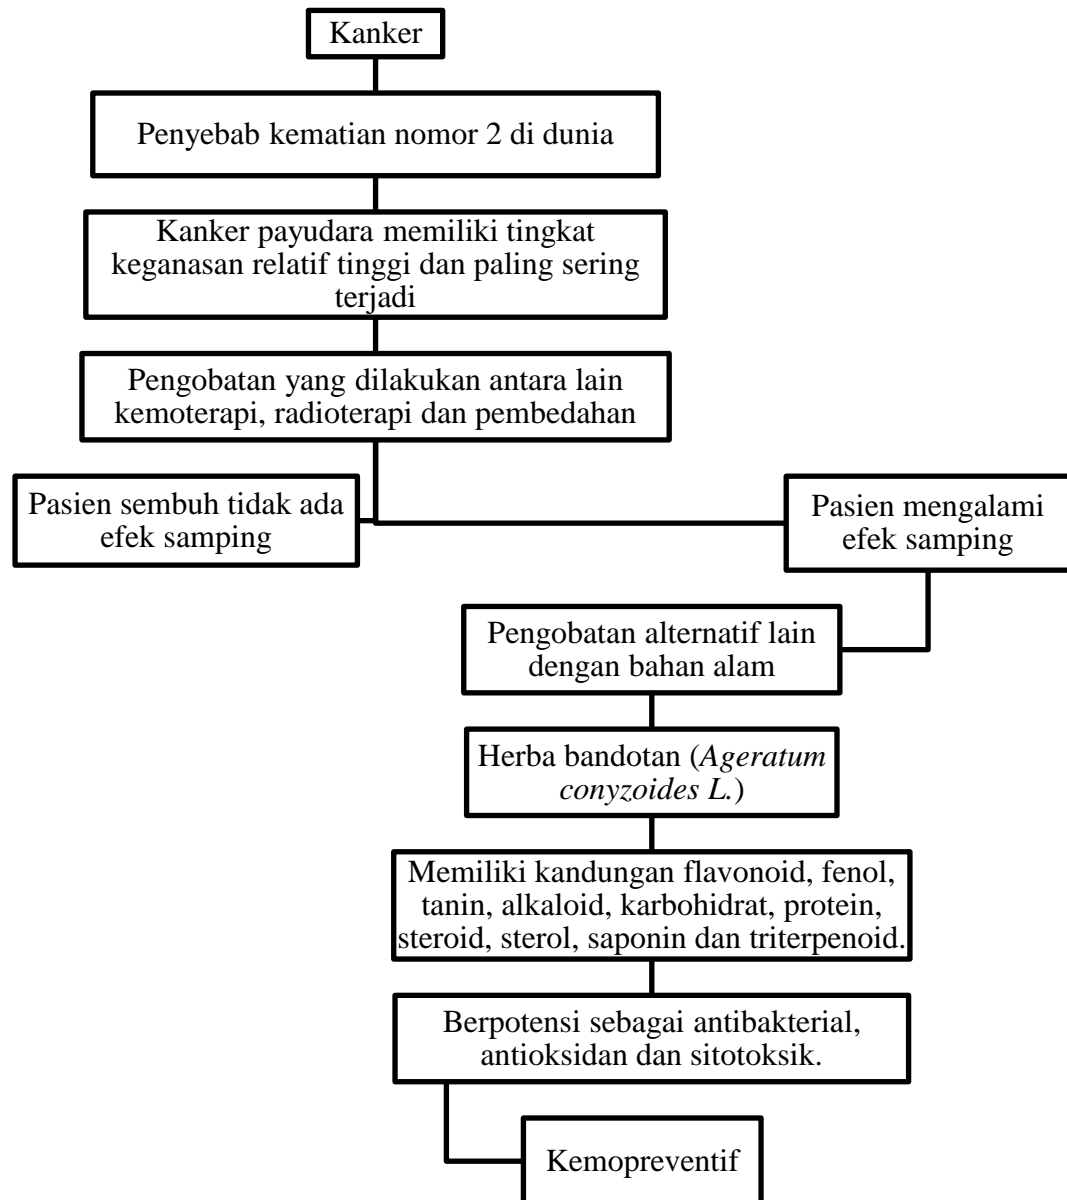 Kanker
Penyebab kematian nomor 2 di dunia
Kanker payudara memiliki tingkat
keganasan relatif tinggi dan paling sering
terjadi
Pengobatan yang dilakukan antara lain
kemoterapi, radioterapi dan pembedahan
Pasien sembuh tidak ada
efek samping
Pasien mengalami
efek samping
Pengobatan alternatif lain
dengan bahan alam
Herba bandotan (Ageratum
conyzoides L.)
Memiliki kandungan flavonoid, fenol,
tanin, alkaloid, karbohidrat, protein,
steroid, sterol, saponin dan triterpenoid.
Berpotensi sebagai antibakterial,
antioksidan dan sitotoksik.
Kemopreventif